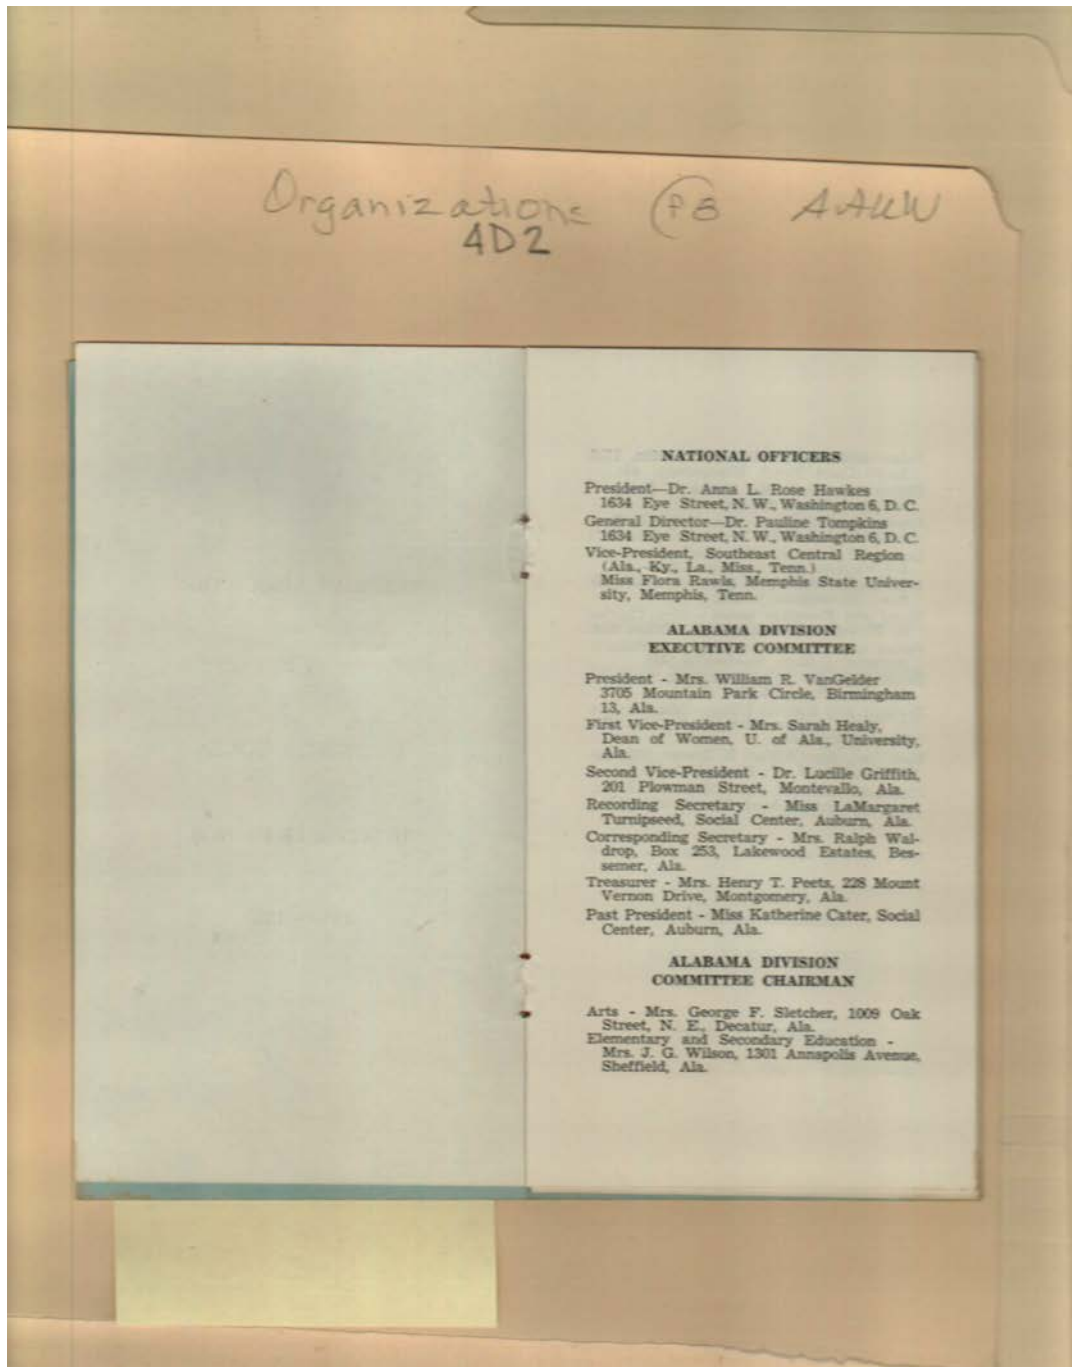 Organizations AAUW
4D2
NATIONAL OFFICERS
President—Dr. Anna L. Rose Hawkes
1634 Eye Street, N. W., Washington 6, D. C.
General Director—Dr. Pauline Tompkins
1634 Eye Street, N. W., Washington 6, D. C.
Vice-President, Southeast Central Region
(Ala., Ky., La., Miss., Tenn.)
Miss Flora Rawls, Memphis State Univer-
sity, Memphis, Tenn.
ALABAMA DIVISION
EXECUTIVE COMMITTEE
President - Mrs. William R. VanGelder
3705 Mountain Park Circle, Birmingham
13, Ala.
First Vice-President - Mrs. Sarah Healy,
Dean of Women, U. of Ala., University,
Ala.
Second Vice-President - Dr. Lucille Griffith,
201 Plowman Street, Montevallo, Ala.
Recording Secretary - Miss LaMargaret
Turnipseed, Social Center, Auburn, Ala.
Corresponding Secretary - Mrs. Ralph Wal-
drop, Box 253, Lakewood Estates, Bes-
semer, Ala.
Treasurer - Mrs. Henry T. Peets, 228 Mount
Vernon Drive, Montgomery, Ala.
Past President - Miss Katherine Cater, Social
Center, Auburn, Ala.
ALABAMA DIVISION
COMMITTEE CHAIRMAN
Arts - Mrs. George F. Sletcher, 1009 Oak
Street, N. E., Decatur, Ala.
Elementary and Secondary Education -
Mrs. J. G. Wilson, 1301 Annapolis Avenue,
Sheffield, Ala.